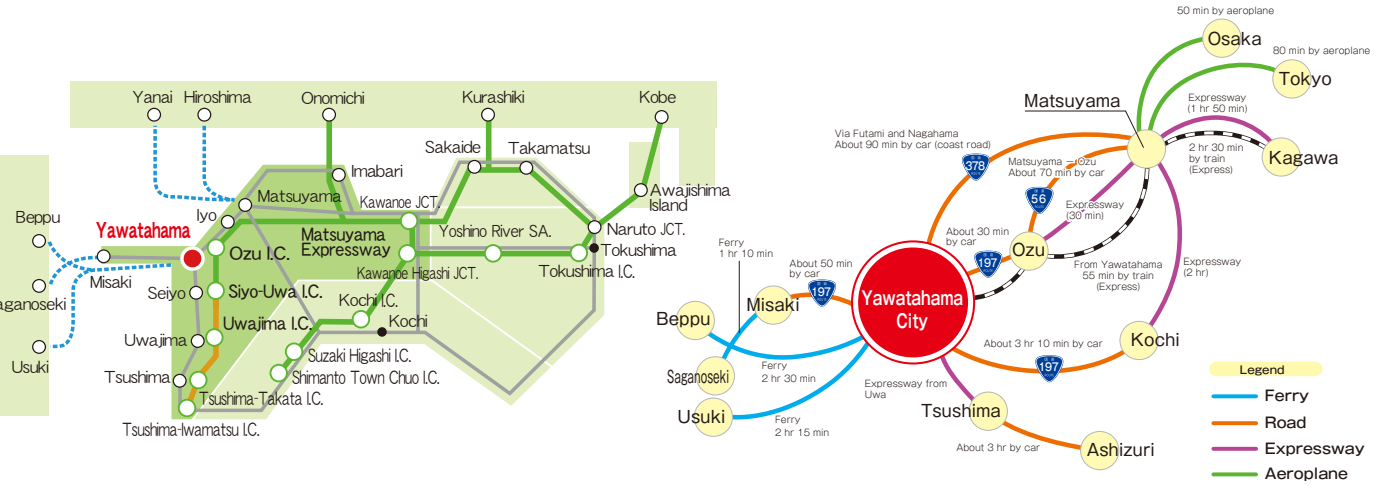 Yanai
Hiroshima
Onomichi
Kurashiki
Kobe
Sakaide
Takamatsu
Imabari
Matsuyama
Awajishima
Island
Beppu
Yawatahama
Iyo
Kawanoe JCT.
Matsuyama
Expressway
Yoshino River SA.
Naruto JCT.
Tokushima
Misaki
Ozu I.C.
Kawanoe Higashi JCT.
Tokushima I.C.
aganoseki
Seiyo
Siyo-Uwa I.C.
Kochi I.C.
Kochi
Usuki
Uwajima
Uwajima I.C.
Suzaki Higashi I.C.
Tsushima
Shimanto Town Chuo I.C.
Tsushima-Takata I.C.
Tsushima-Iwamatsu I.C.
50 min by aeroplane
Osaka
80 min by aeroplane
Tokyo
Matsuyama
Expressway
(1 hr 50 min)
Via Futami and Nagahama
About 90 min by car (coast road)
378
Matsuyama – Ozu
About 70 min by car
56
2 hr 30 min
by train
(Express)
Kagawa
Expressway
(30 min)
About 30 min
by car
197
Ozu
From Yawatahama
55 min by train
(Express)
Expressway
(2 hr)
Ferry
1 hr 10 min
About 50 min
by car
197
Misaki
Beppu
Yawatahama
City
Saganoseki
Ferry
2 hr 30 min
About 3 hr 10 min by car
197
Kochi
Usuki
Ferry
2 hr 15 min
Expressway from
Uwa
Tsushima
About 3 hr by car
Ashizuri
Legend
Ferry
Road
Expressway
Aeroplane